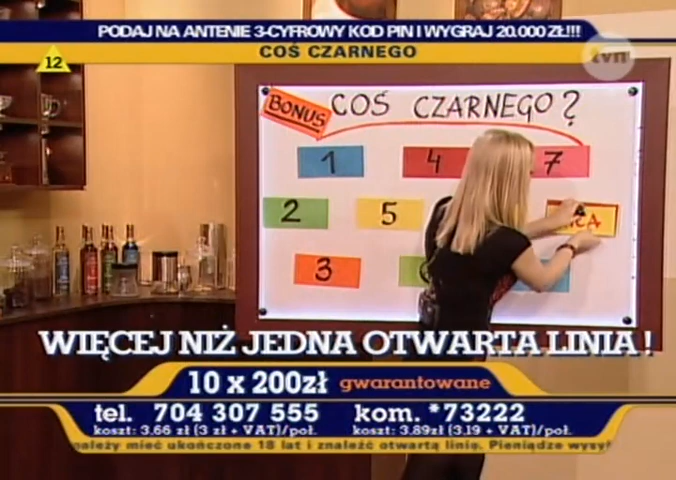 PODAJ NA ANTENIE 3-CYFROWY KOD PIN I WYGRAJ 20.000 ZŁ!!!
COŚ CZARNEGO
12
tvn
BONUS
COŚ CZARNEGO?
1 4 7
2 5
3
WIĘCEJ NIŻ JEDNA OTWARTA LINIA!
10 x 200zł gwarantowane
tel. 704 307 555 kom. *73222
koszt: 3.66 zł (3 zł + VAT)/poł. koszt: 3.89zł (3.19 + VAT)/poł.
należy mieć ukończone 18 lat i znaleźć otwartą linię. Pieniądze